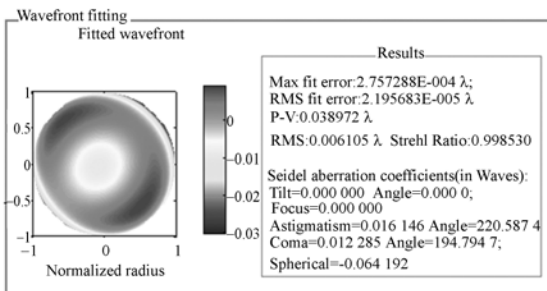 Wavefront fitting
Fitted wavefront
1
0.5
0
−0.5
−1
−1
0
1
Normalized radius
0
−0.01
−0.02
−0.03
Results
Max fit error:2.757288E-004 λ;
RMS fit error:2.195683E-005 λ
P-V:0.038972 λ
RMS:0.006105 λ Strehl Ratio:0.998530
Seidel aberration coefficients(in Waves):
Tilt=0.000 000 Angle=0.000 0;
Focus=0.000 000
Astigmatism=0.016 146 Angle=220.587 4
Coma=0.012 285 Angle=194.794 7;
Spherical=-0.064 192